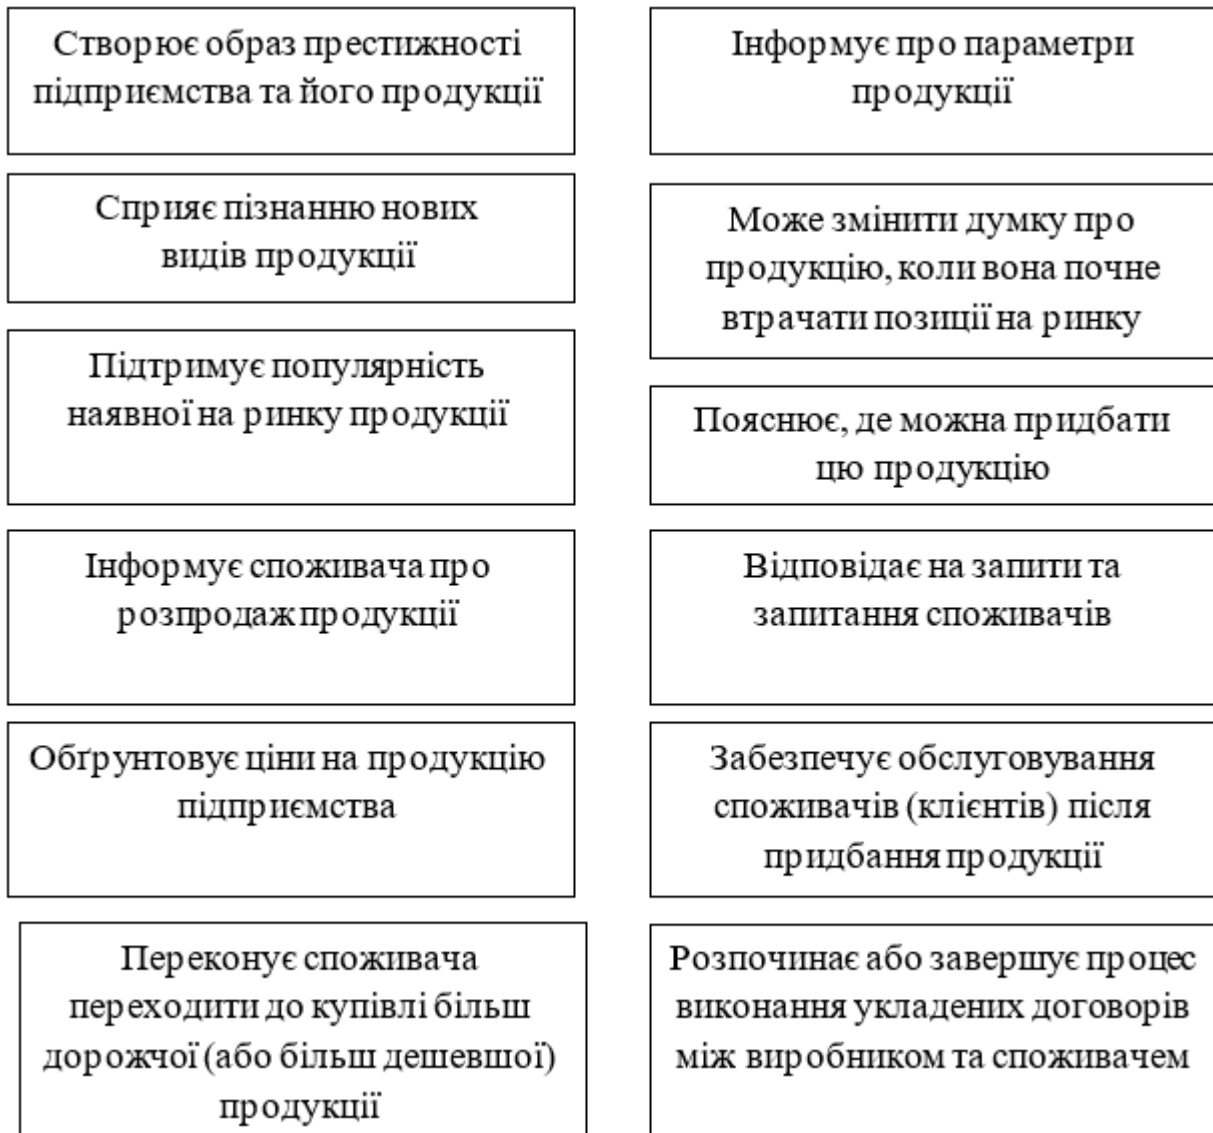 Створює образ престижності
підприємства та його продукції
Інформує про параметри
продукції
Сприяє пізнанню нових
видів продукції
Може змінити думку про
продукцію, коли вона почне
втрачати позиції на ринку
Підтримує популярність
наявної на ринку продукції
Пояснює, де можна придбати
цю продукцію
Інформує споживача про
розпродаж продукції
Відповідає на запити та
запитання споживачів
Обґрунтовує ціни на продукцію
підприємства
Забезпечує обслуговування
споживачів (клієнтів) після
придбання продукції
Переконує споживача
переходити до купівлі більш
дорожчої (або більш дешевшої)
продукції
Розпочинає або завершує процес
виконання укладених договорів
між виробником та споживачем